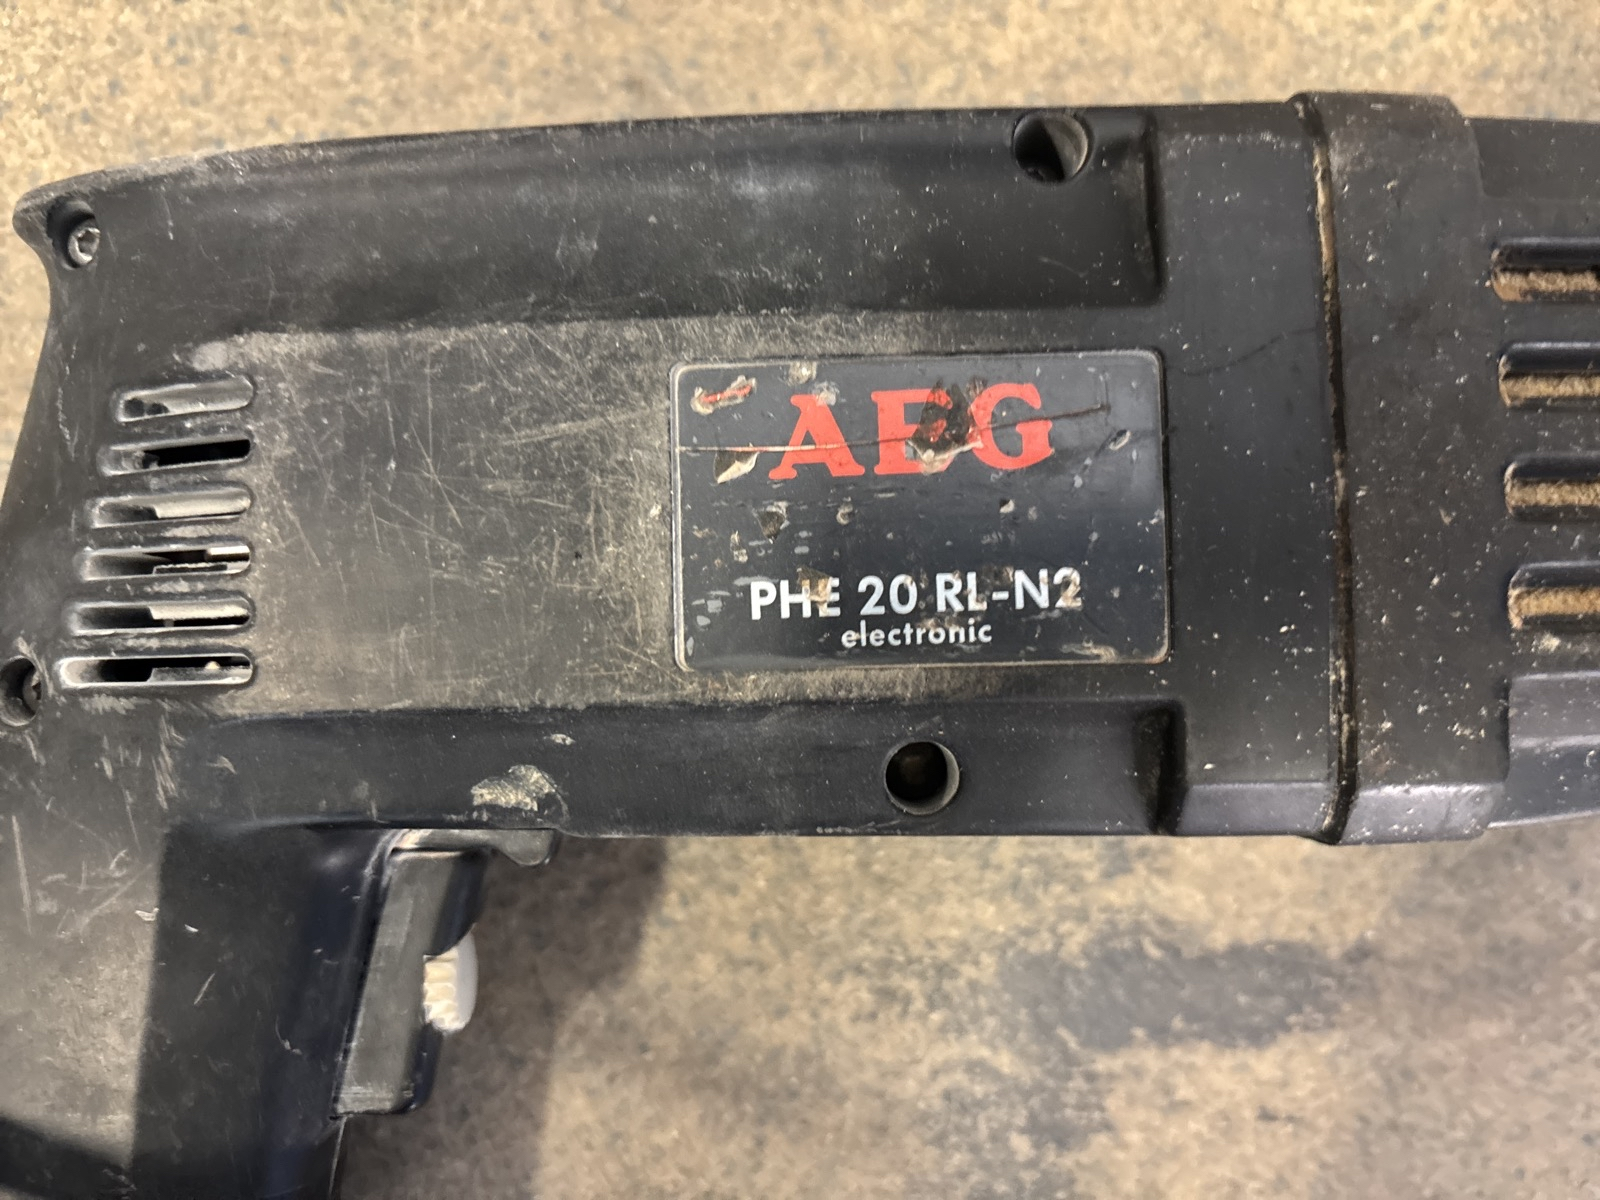 AEG
PHE 20 RL-N2
electronic